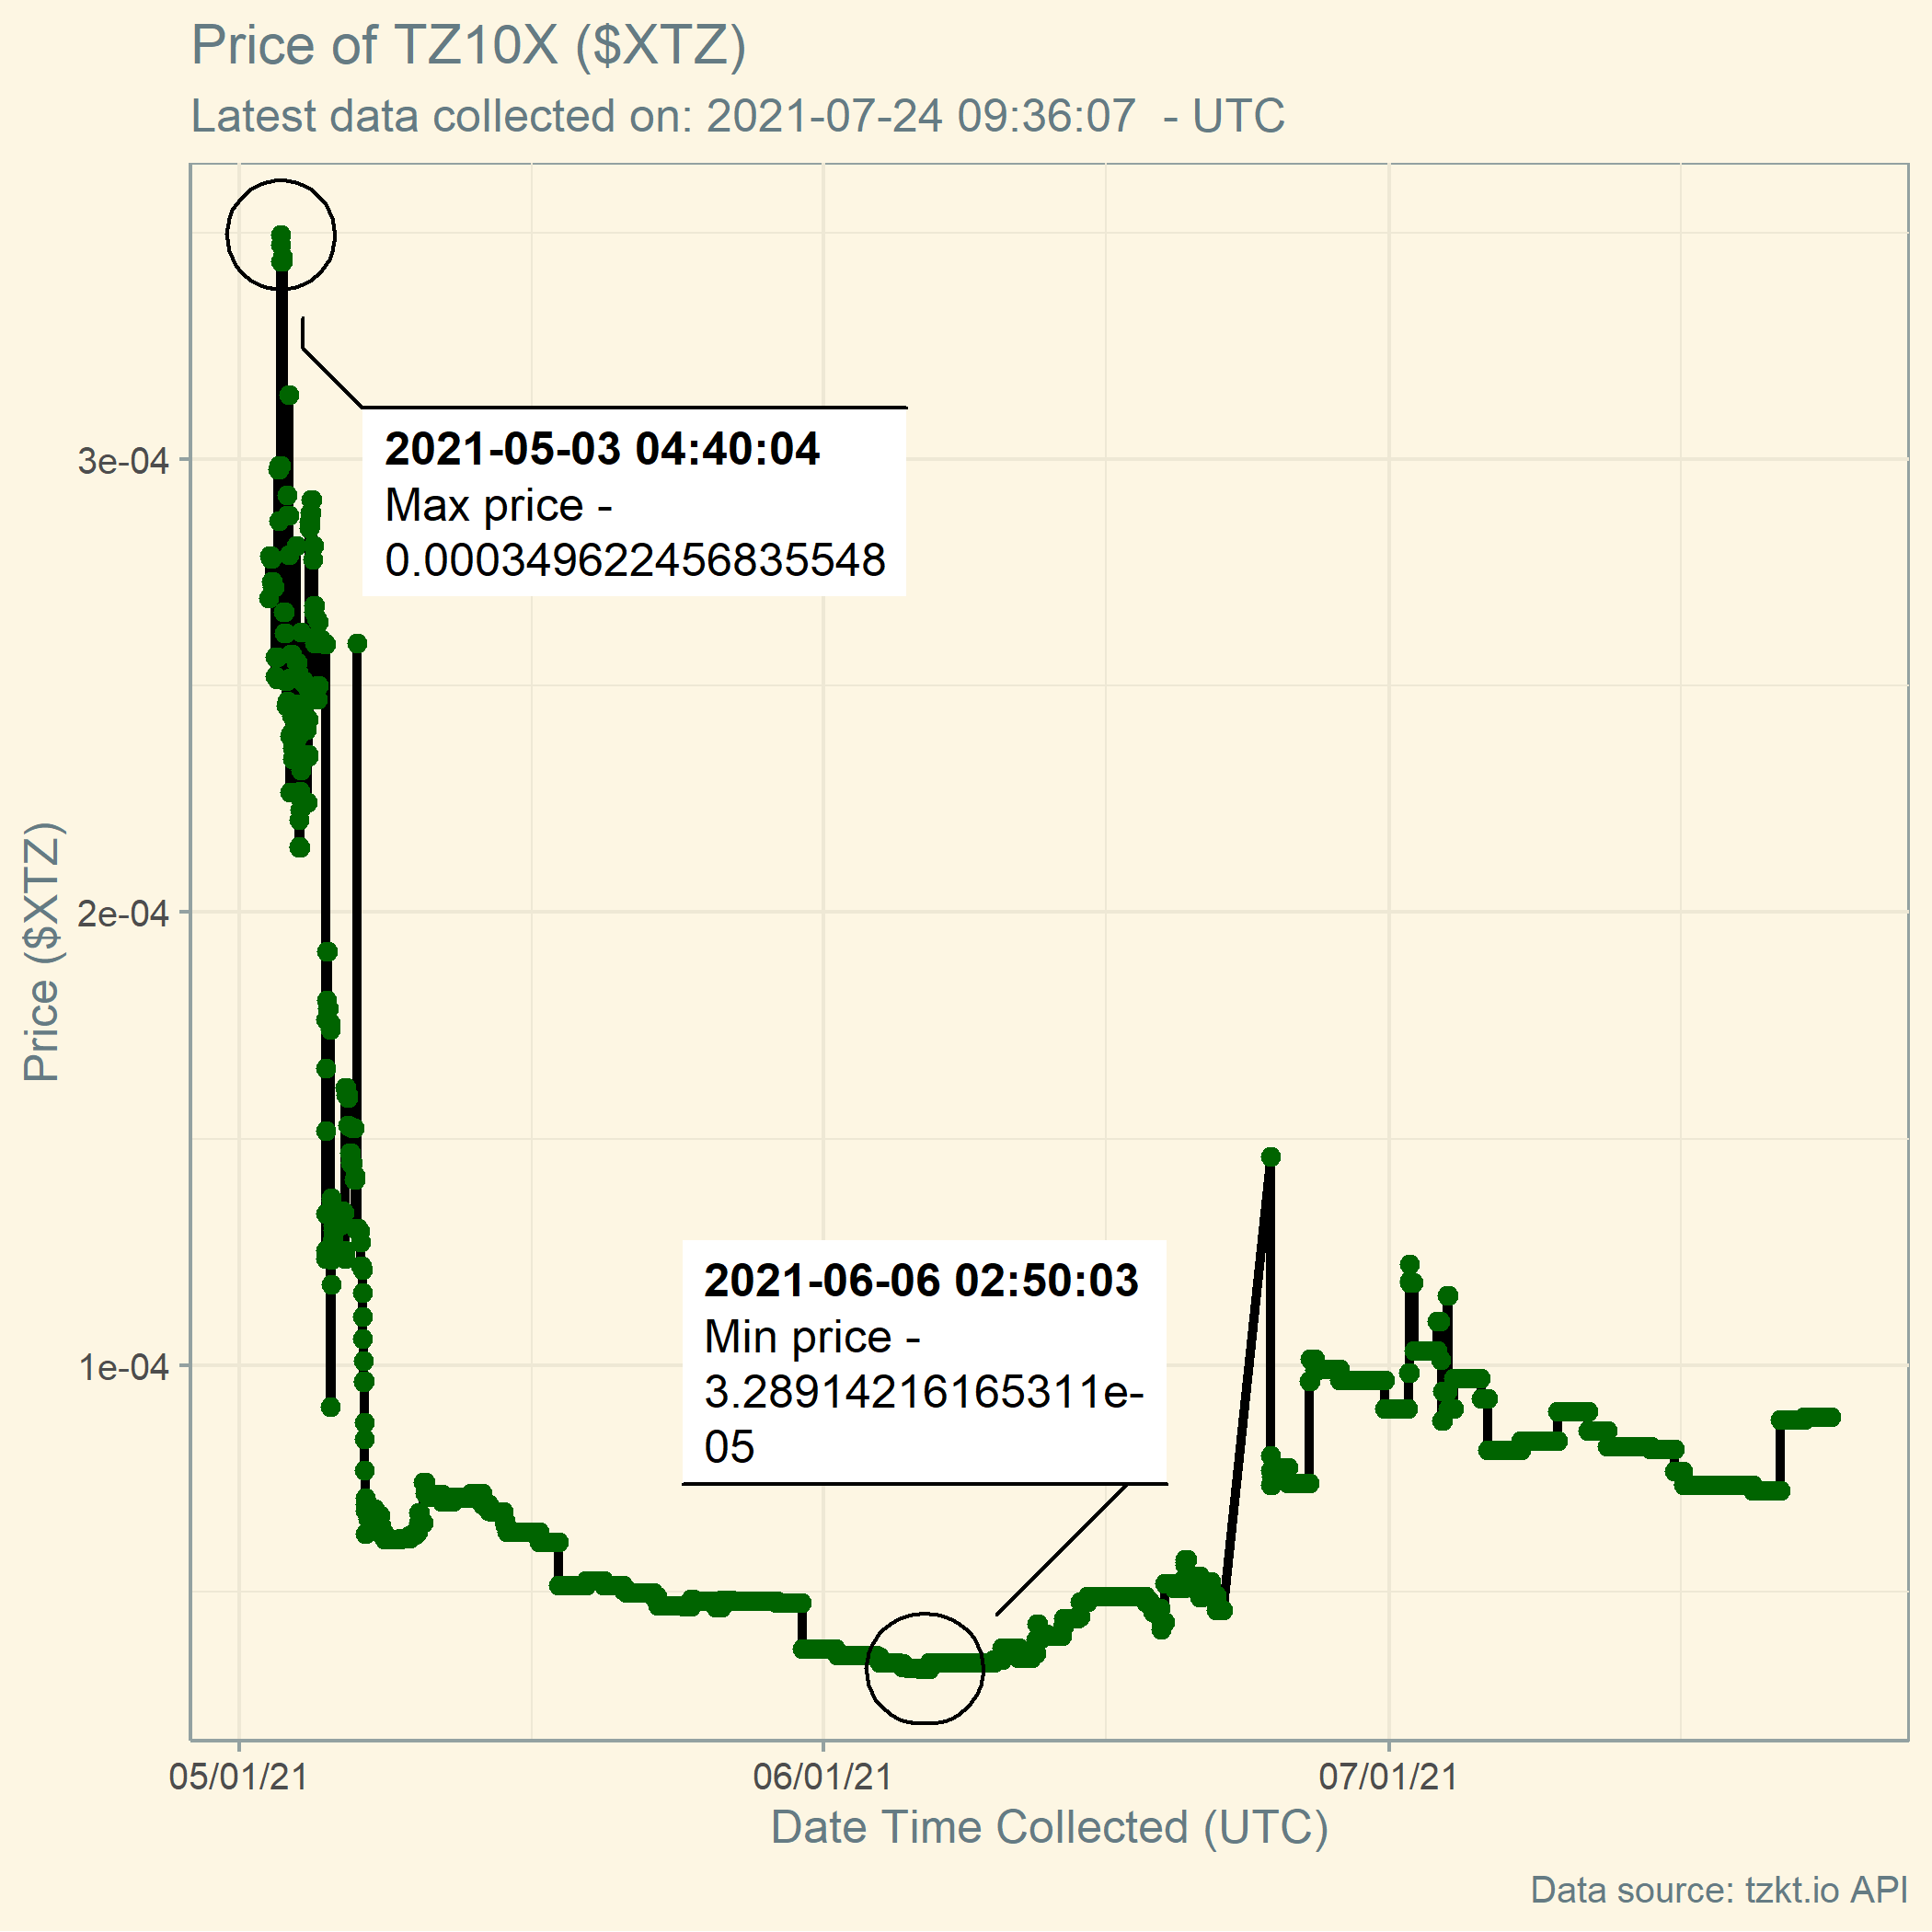 Price of TZ10X ($XTZ)
Latest data collected on: 2021-07-24 09:36:07  - UTC
2021-05-03 04:40:04
Max price -
0.000349622456835548
3e-04
2e-04
Price ($XTZ)
2021-06-06 02:50:03
Min price -
3.28914216165311e-
05
1e-04
05/01/21 06/01/21 07/01/21
Date Time Collected (UTC)
Data source: tzkt.io API